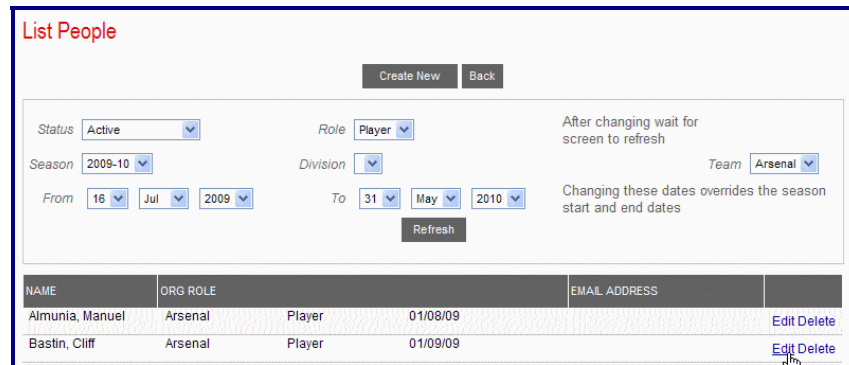 List People
Create New Back
Status Active Role Player After changing wait for
screen to refresh
Season 2009-10 Division Team Arsenal
From 16 Jul 2009 To 31 May 2010 Changing these dates overrides the season
start and end dates
Refresh
NAME ORG ROLE EMAIL ADDRESS
Almunia, Manuel Arsenal Player 01/08/09 Edit Delete
Bastin, Cliff Arsenal Player 01/09/09 Edit Delete